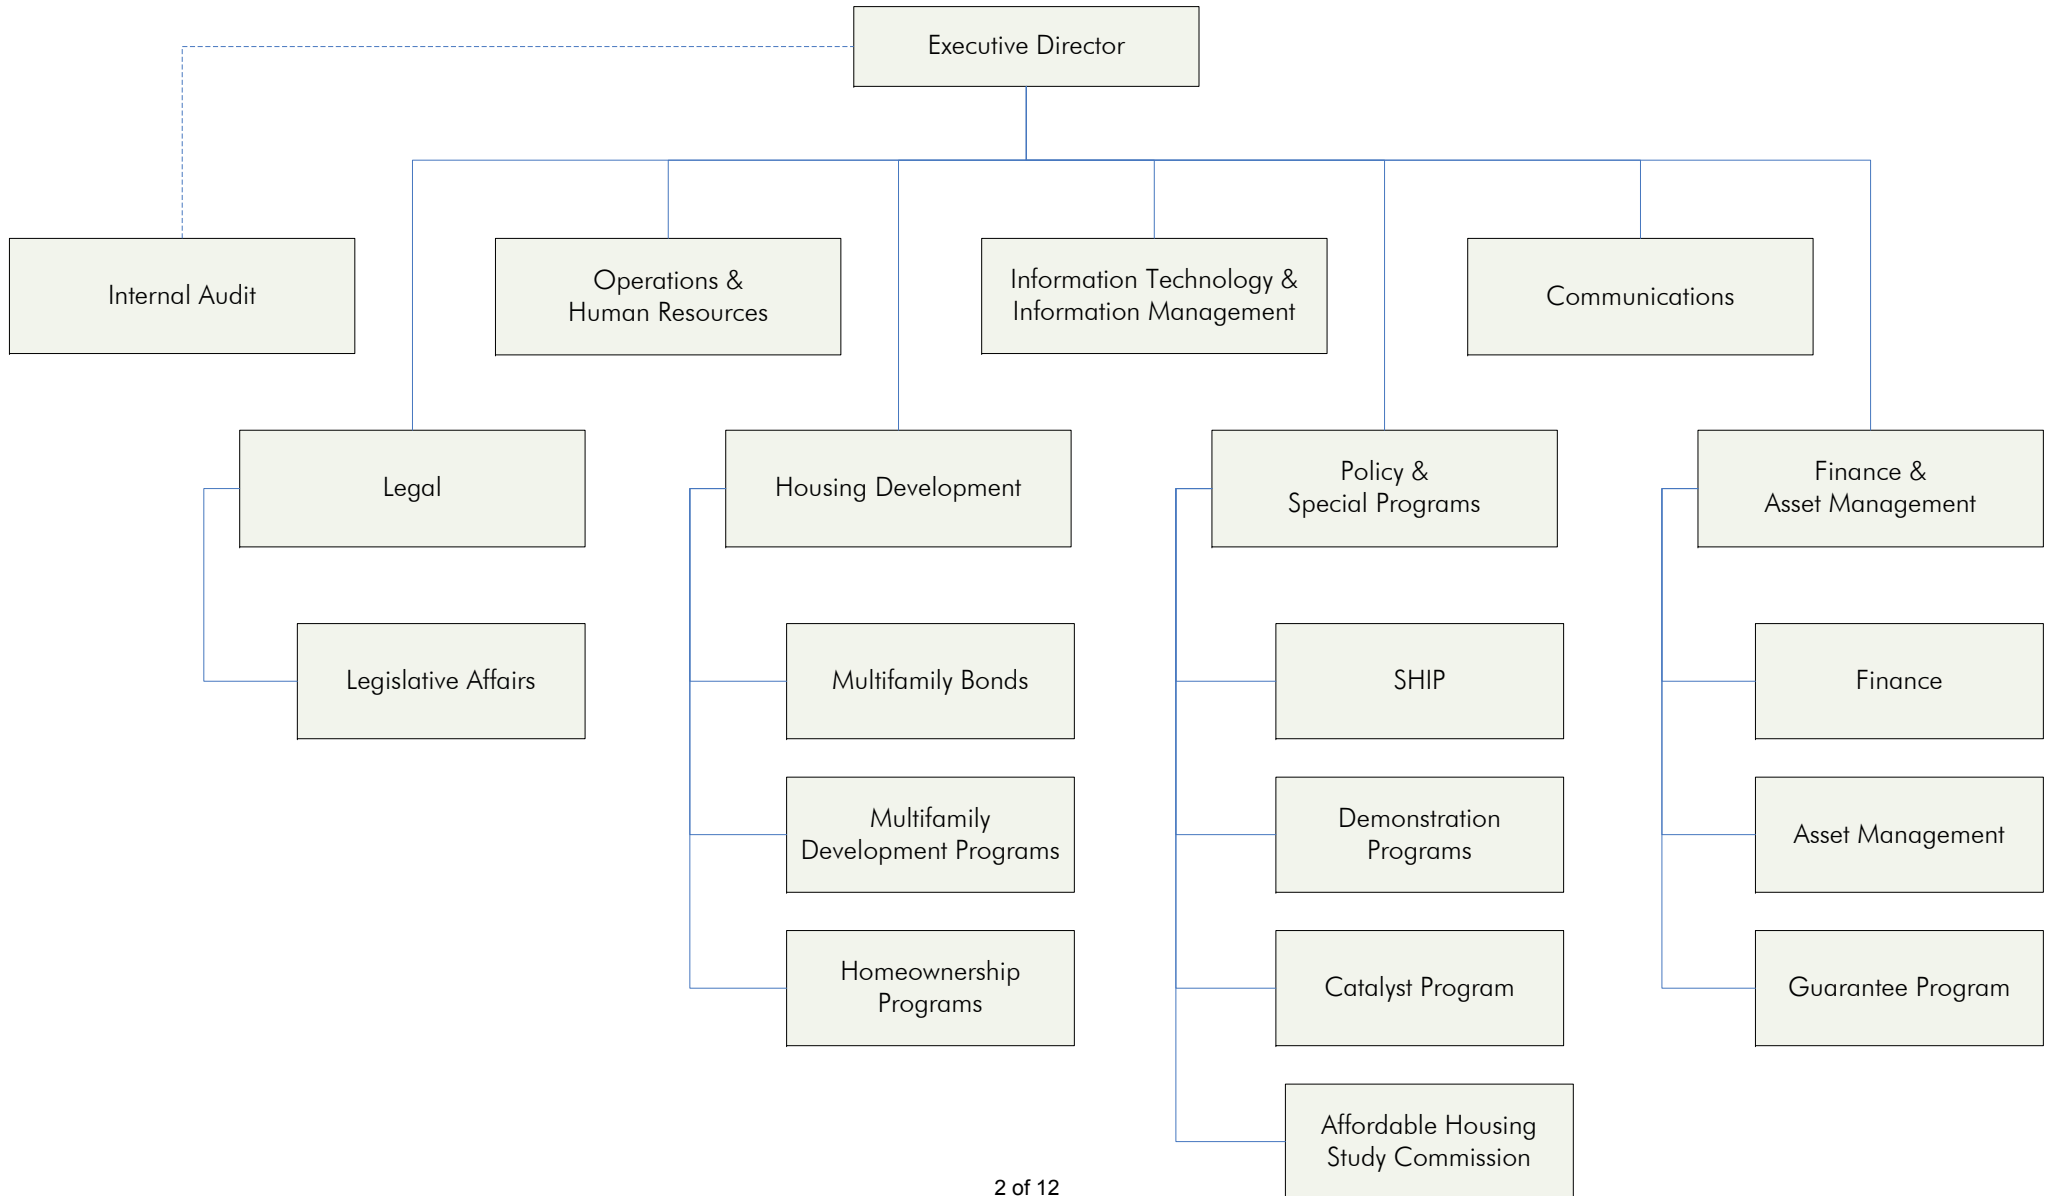 Executive Director
Internal Audit
Operations &
Human Resources
Information Technology &
Information Management
Communications
Legal
Housing Development
Policy &
Special Programs
Finance &
Asset Management
Legislative Affairs
Multifamily Bonds
SHIP
Finance
Multifamily
Development Programs
Demonstration
Programs
Asset Management
Homeownership
Programs
Catalyst Program
Guarantee Program
Affordable Housing
Study Commission
2 of 12